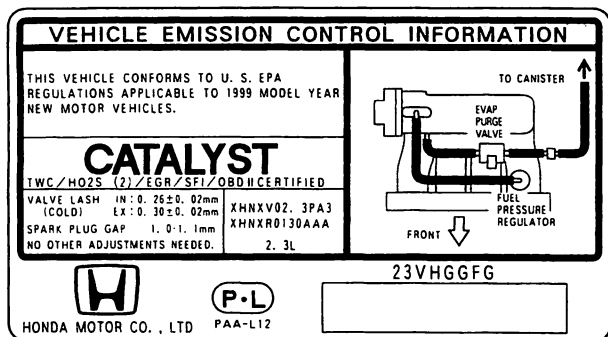 VEHICLE EMISSION CONTROL INFORMATION
THIS VEHICLE CONFORMS TO U. S. EPA
REGULATIONS APPLICABLE TO 1999 MODEL YEAR
NEW MOTOR VEHICLES.
CATALYST
TWC/HO2S (2)/EGR/SFI/OBDⅡCERTIFIED
VALVE LASH IN:0. 26±0. 02mm
(COLD) EX:0. 30±0. 02mm
SPARK PLUG GAP 1. 0-1. 1mm
NO OTHER ADJUSTMENTS NEEDED.
XHNXV02. 3PA3
XHNXR0130AAA
2. 3L
TO CANISTER
EVAP
PURGE
VALVE
FUEL
PRESSURE
REGULATOR
FRONT
HONDA MOTOR CO. , LTD
P・L
PAA-L12
23VHGGFG